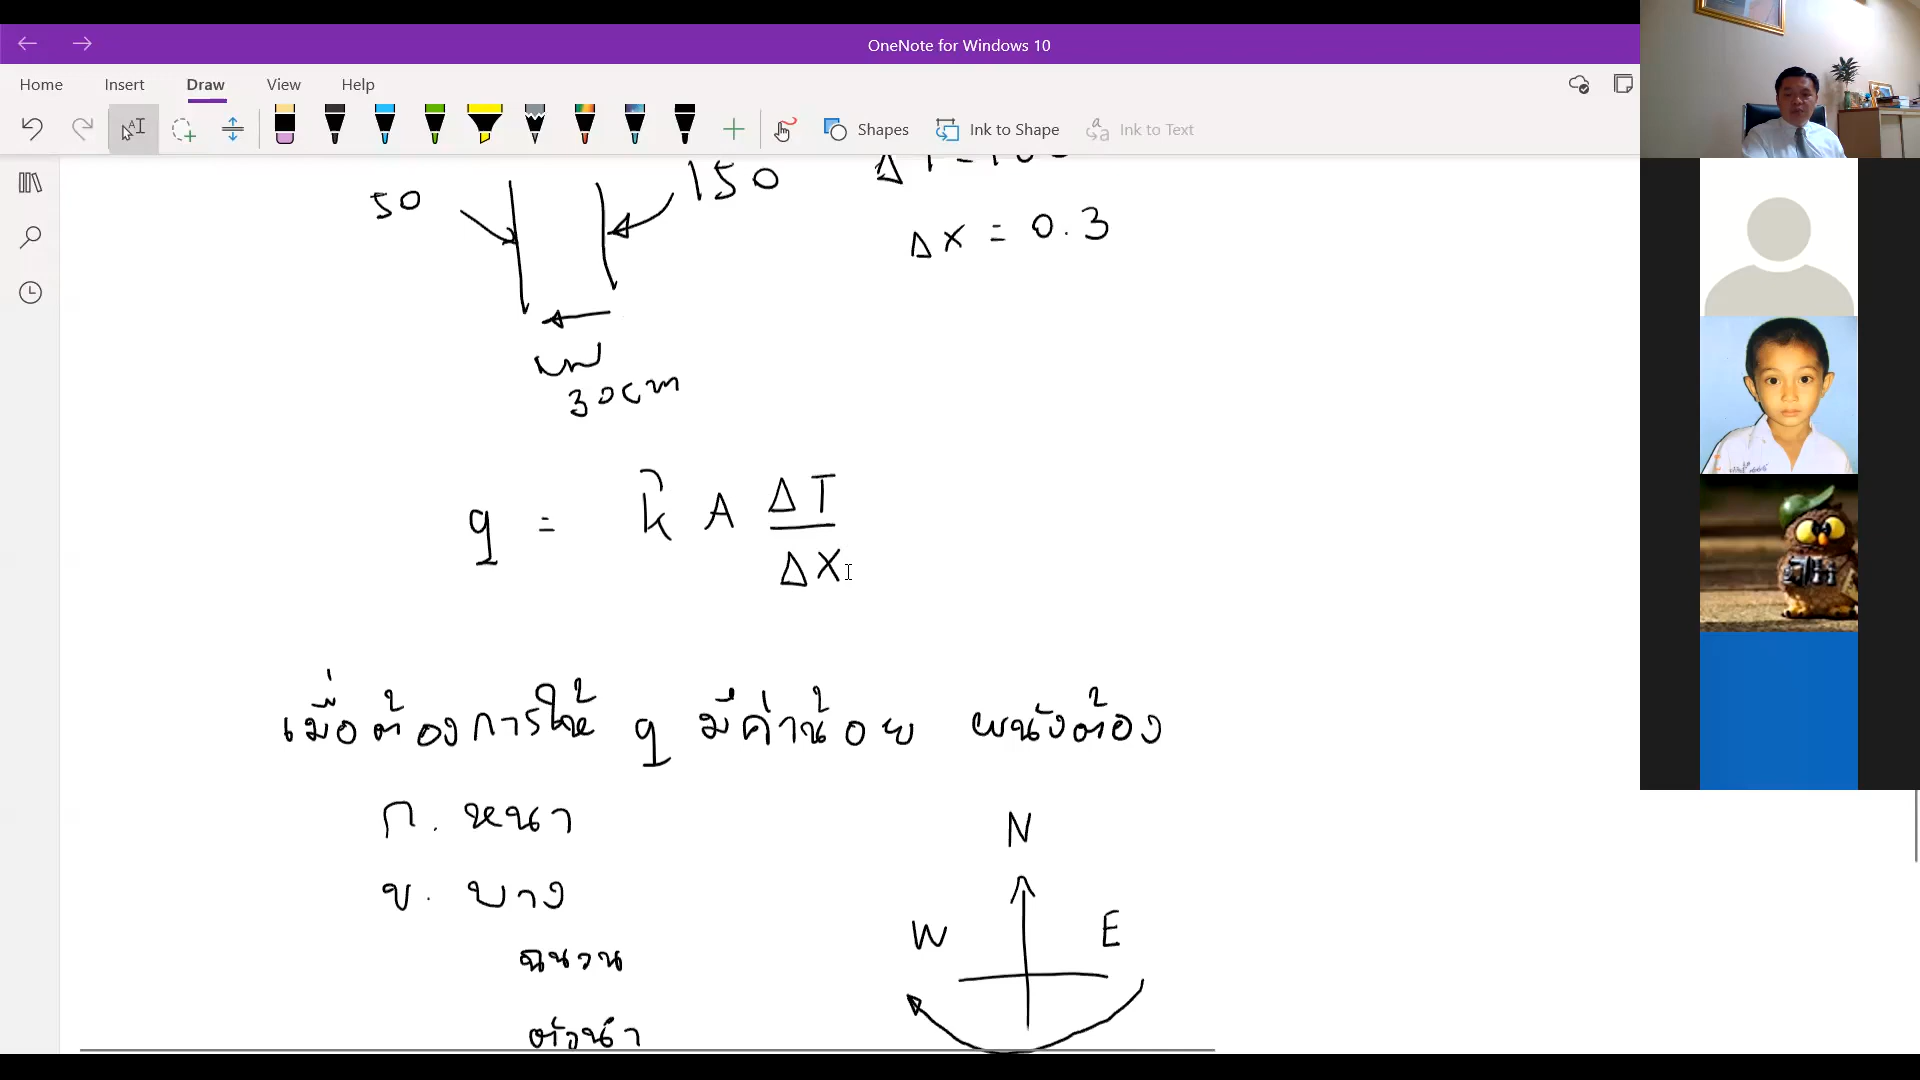 OneNote for Windows 10
Home Insert Draw View Help
Shapes Ink to Shape Ink to Text
50 150
Δx = 0.3
30cm
q = k A ΔT
Δx
เมื่อต้องการให้ q มีค่าน้อย ผนังต้อง
ก. หนา
ข. บาง
ฉนวน
ตัวนำ
N
W E